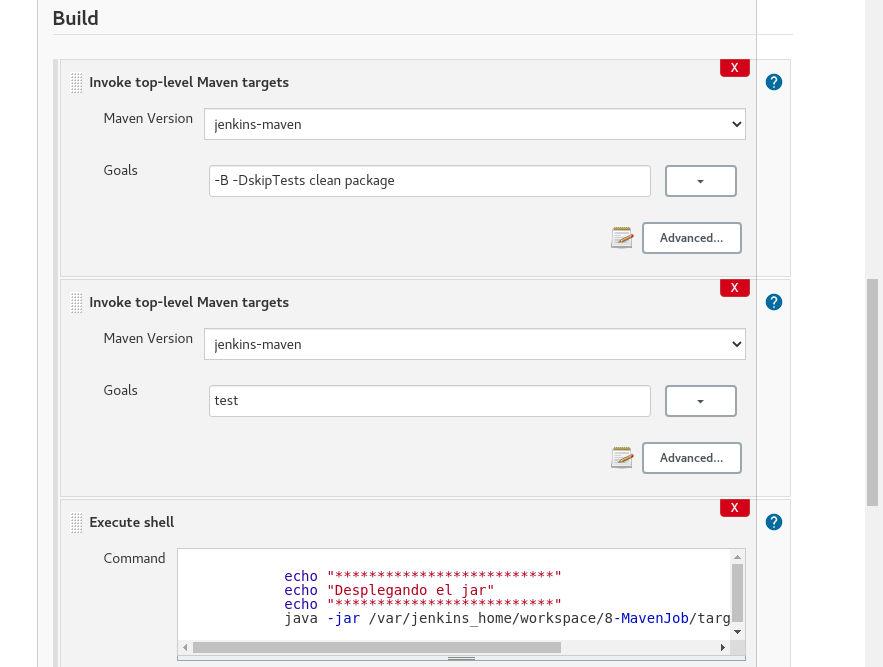 Build
Invoke top-level Maven targets
X
?
Maven Version
jenkins-maven
Goals
-B -DskipTests clean package
Advanced...
Invoke top-level Maven targets
X
?
Maven Version
jenkins-maven
Goals
test
Advanced...
Execute shell
X
?
Command
echo "**************************"
echo "Desplegando el jar"
echo "**************************"
java -jar /var/jenkins_home/workspace/8-MavenJob/targ